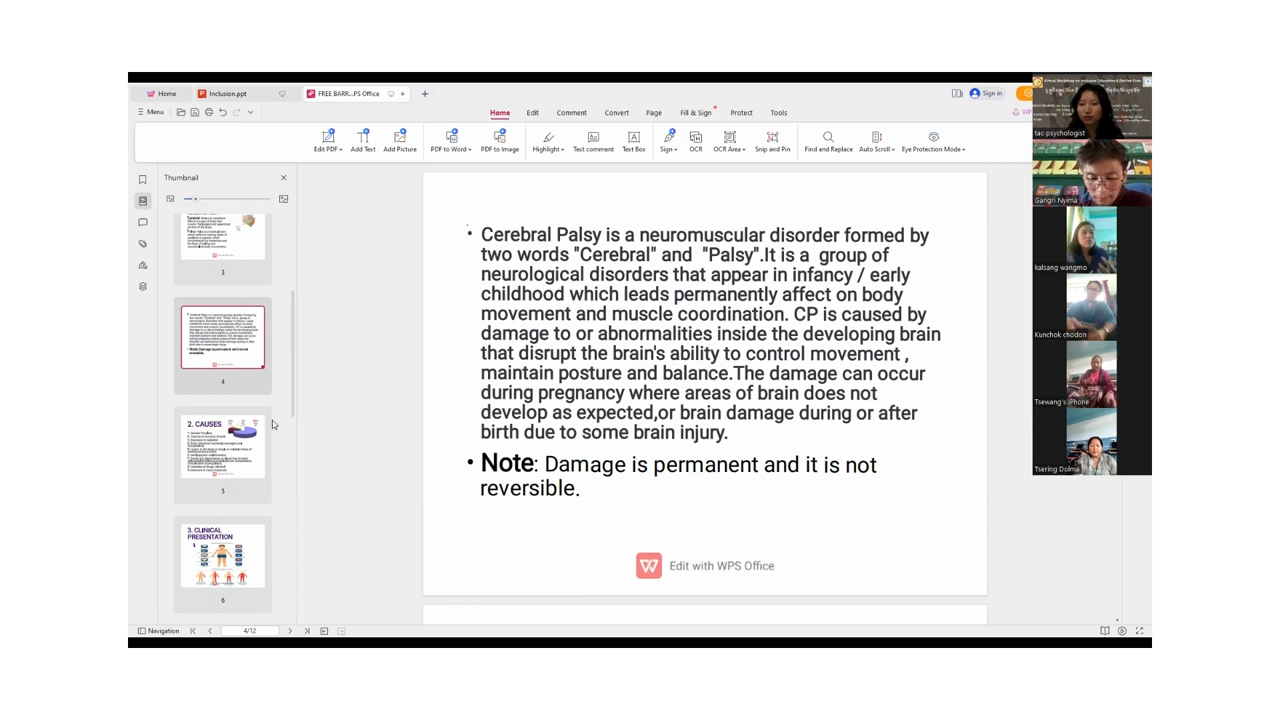 Home
Inclusion.ppt
FREE BARR...PS Office
Sign in
Menu
Home
Edit
Comment
Convert
Page
Fill & Sign
Protect
Tools
Edit PDF
Add Text
Add Picture
PDF to Word
PDF to Image
Highlight
Text comment
Text Box
Sign
OCR
OCR Area
Snip and Pin
Find and Replace
Auto Scroll
Eye Protection Mode
Thumbnail
3
4
2. CAUSES
5
3. CLINICAL
PRESENTATION
6
• Cerebral Palsy is a neuromuscular disorder formed by
two words "Cerebral" and "Palsy".It is a group of
neurological disorders that appear in infancy / early
childhood which leads permanently affect on body
movement and muscle coordination. CP is caused by
damage to or abnormalities inside the developing brain
that disrupt the brain's ability to control movement ,
maintain posture and balance.The damage can occur
during pregnancy where areas of brain does not
develop as expected,or brain damage during or after
birth due to some brain injury.
• Note: Damage is permanent and it is not
reversible.
Edit with WPS Office
tac psychologist
Gangri Nyima
kalsang wangmo
Kunchok chodon
Tsewang's iPhone
Tsering Dolma
Navigation
4/12